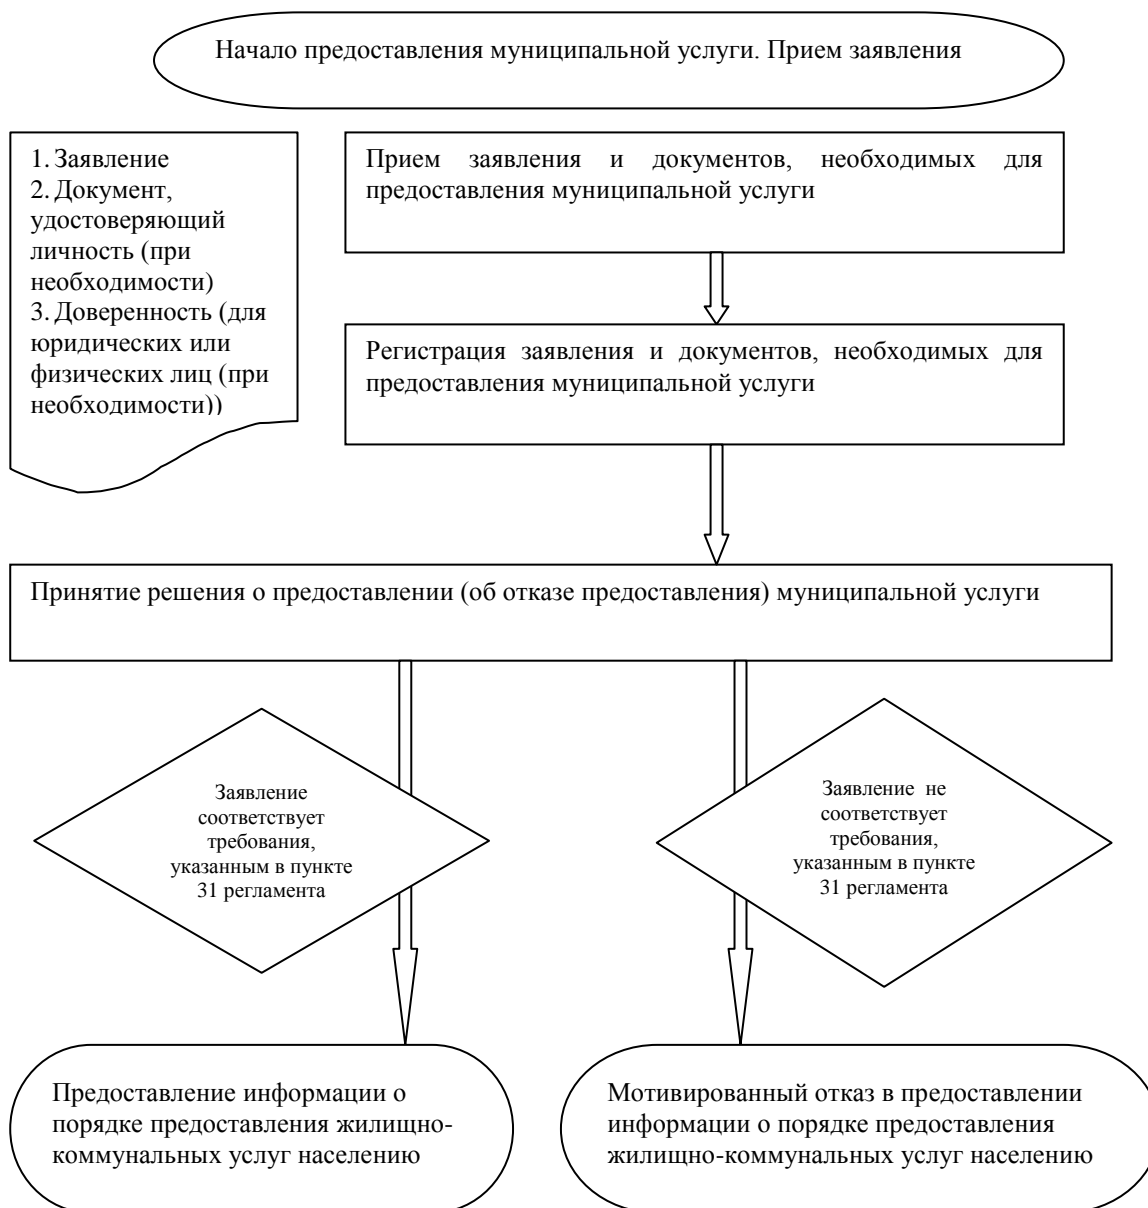 Начало предоставления муниципальной услуги. Прием заявления
1. Заявление
2. Документ,
удостоверяющий
личность (при
необходимости)
3. Доверенность (для
юридических или
физических лиц (при
необходимости))
Прием заявления и документов, необходимых для
предоставления муниципальной услуги
Регистрация заявления и документов, необходимых для
предоставления муниципальной услуги
Принятие решения о предоставлении (об отказе предоставления) муниципальной услуги
Заявление
соответствует
требования,
указанным в пункте
31 регламента
Заявление не
соответствует
требования,
указанным в пункте
31 регламента
Предоставление информации о
порядке предоставления жилищно-
коммунальных услуг населению
Мотивированный отказ в предоставлении
информации о порядке предоставления
жилищно-коммунальных услуг населению